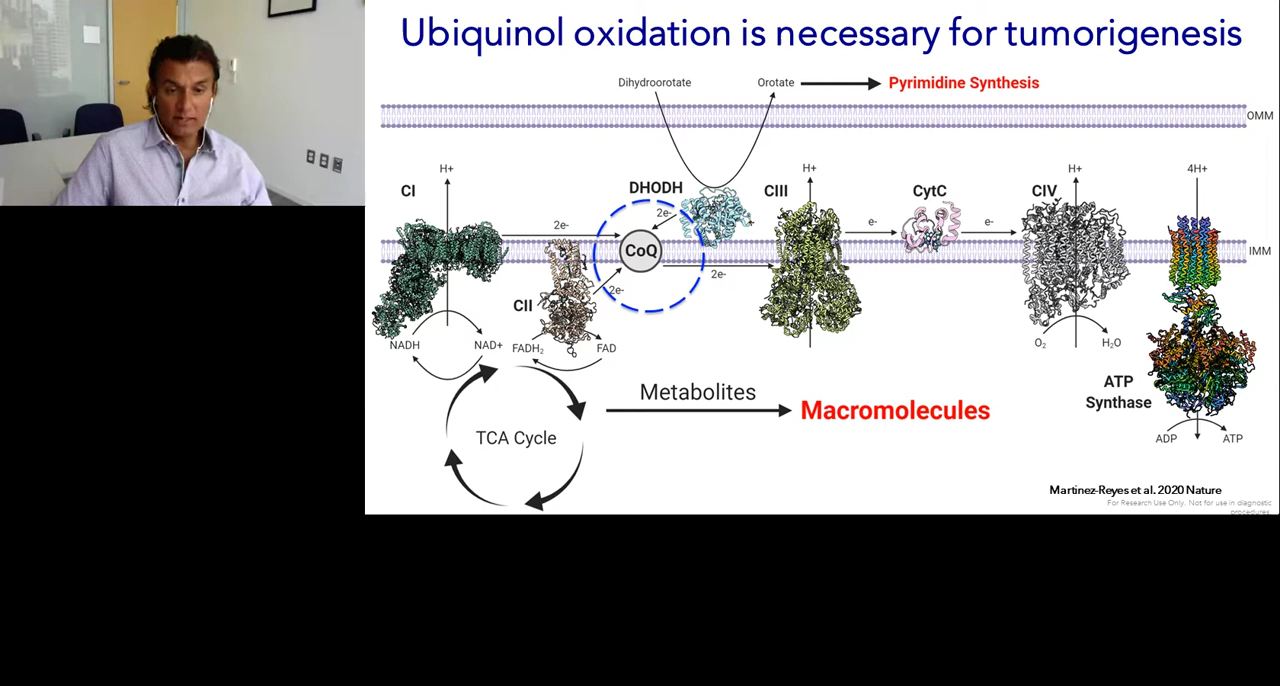 Ubiquinol oxidation is necessary for tumorigenesis
Dihydroorotate
Orotate
Pyrimidine Synthesis
OMM
H+
H+
H+
4H+
CI
DHODH
CIII
CytC
CIV
2e-
2e-
e-
e-
CoQ
IMM
2e-
2e-
CII
NADH
NAD+
FADH₂
FAD
O₂
H₂O
ATP
Synthase
Metabolites
Macromolecules
TCA Cycle
ADP
ATP
Martinez-Reyes et al. 2020 Nature
For Research Use Only. Not for use in diagnostic
procedures.